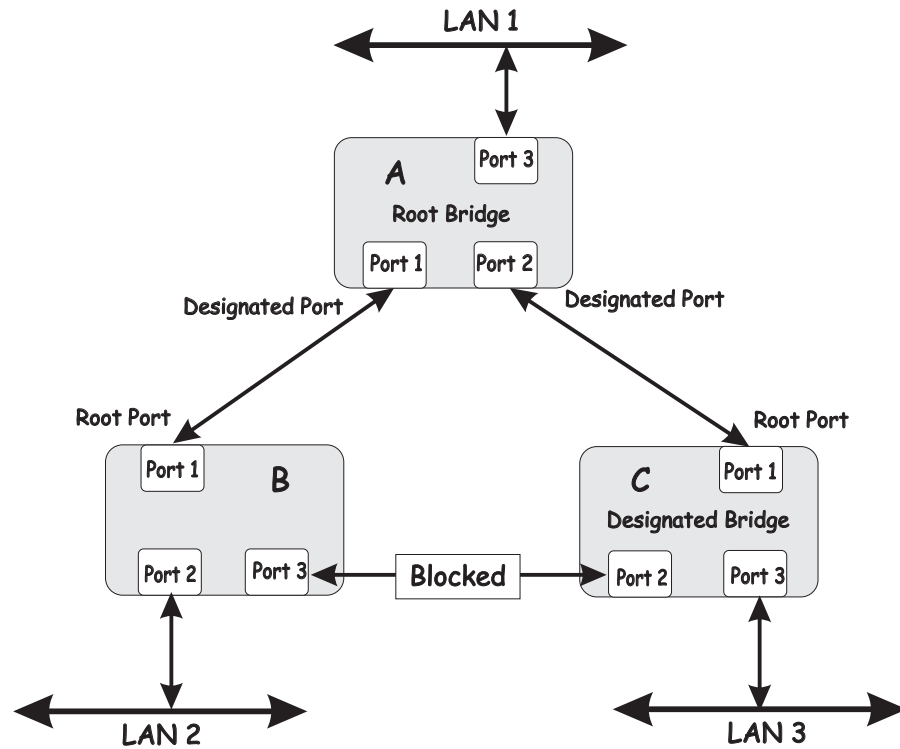 LAN 1
Port 3
A
Root Bridge
Port 1
Port 2
Designated Port
Designated Port
Root Port
Root Port
Port 1
B
C
Port 1
Designated Bridge
Port 2
Port 3
Blocked
Port 2
Port 3
LAN 2
LAN 3